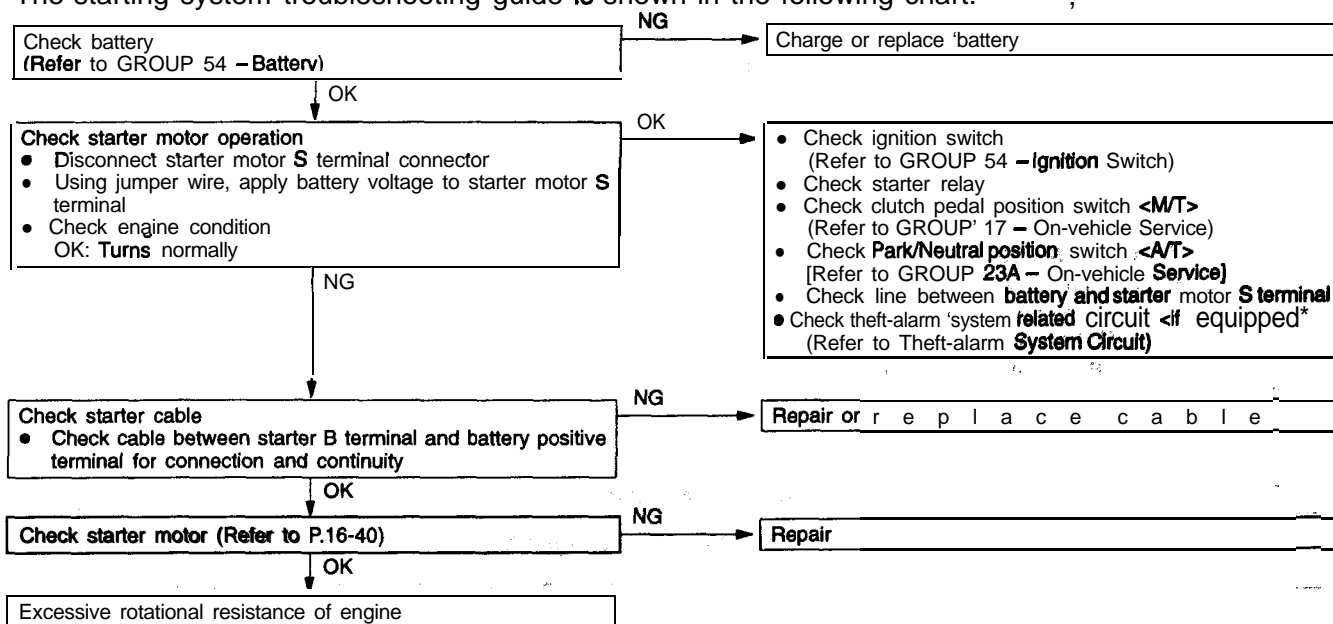 The starting system troubleshooting guide is shown in the following chart.
NG
Check battery
(Refer to GROUP 54 – Battery)
Charge or replace ‘battery
OK
Check starter motor operation
● Disconnect starter motor S terminal connector
● Using jumper wire, apply battery voltage to starter motor S
terminal
● Check engine condition
OK: Turns normally
OK
● Check ignition switch
(Refer to GROUP 54 – Ignition Switch)
● Check starter relay
● Check clutch pedal position switch <M/T>
(Refer to GROUP’ 17 – On-vehicle Service)
● Check Park/Neutral position switch <A/T>
[Refer to GROUP 23A – On-vehicle Service]
● Check line between battery and starter motor S terminal
● Check theft-alarm ‘system related circuit <if equipped*
(Refer to Theft-alarm System Circuit)
NG
Check starter cable
● Check cable between starter B terminal and battery positive
terminal for connection and continuity
NG
Repair or r e p l a c e c a b l e
OK
Check starter motor (Refer to P.16-40)
NG
Repair
OK
Excessive rotational resistance of engine